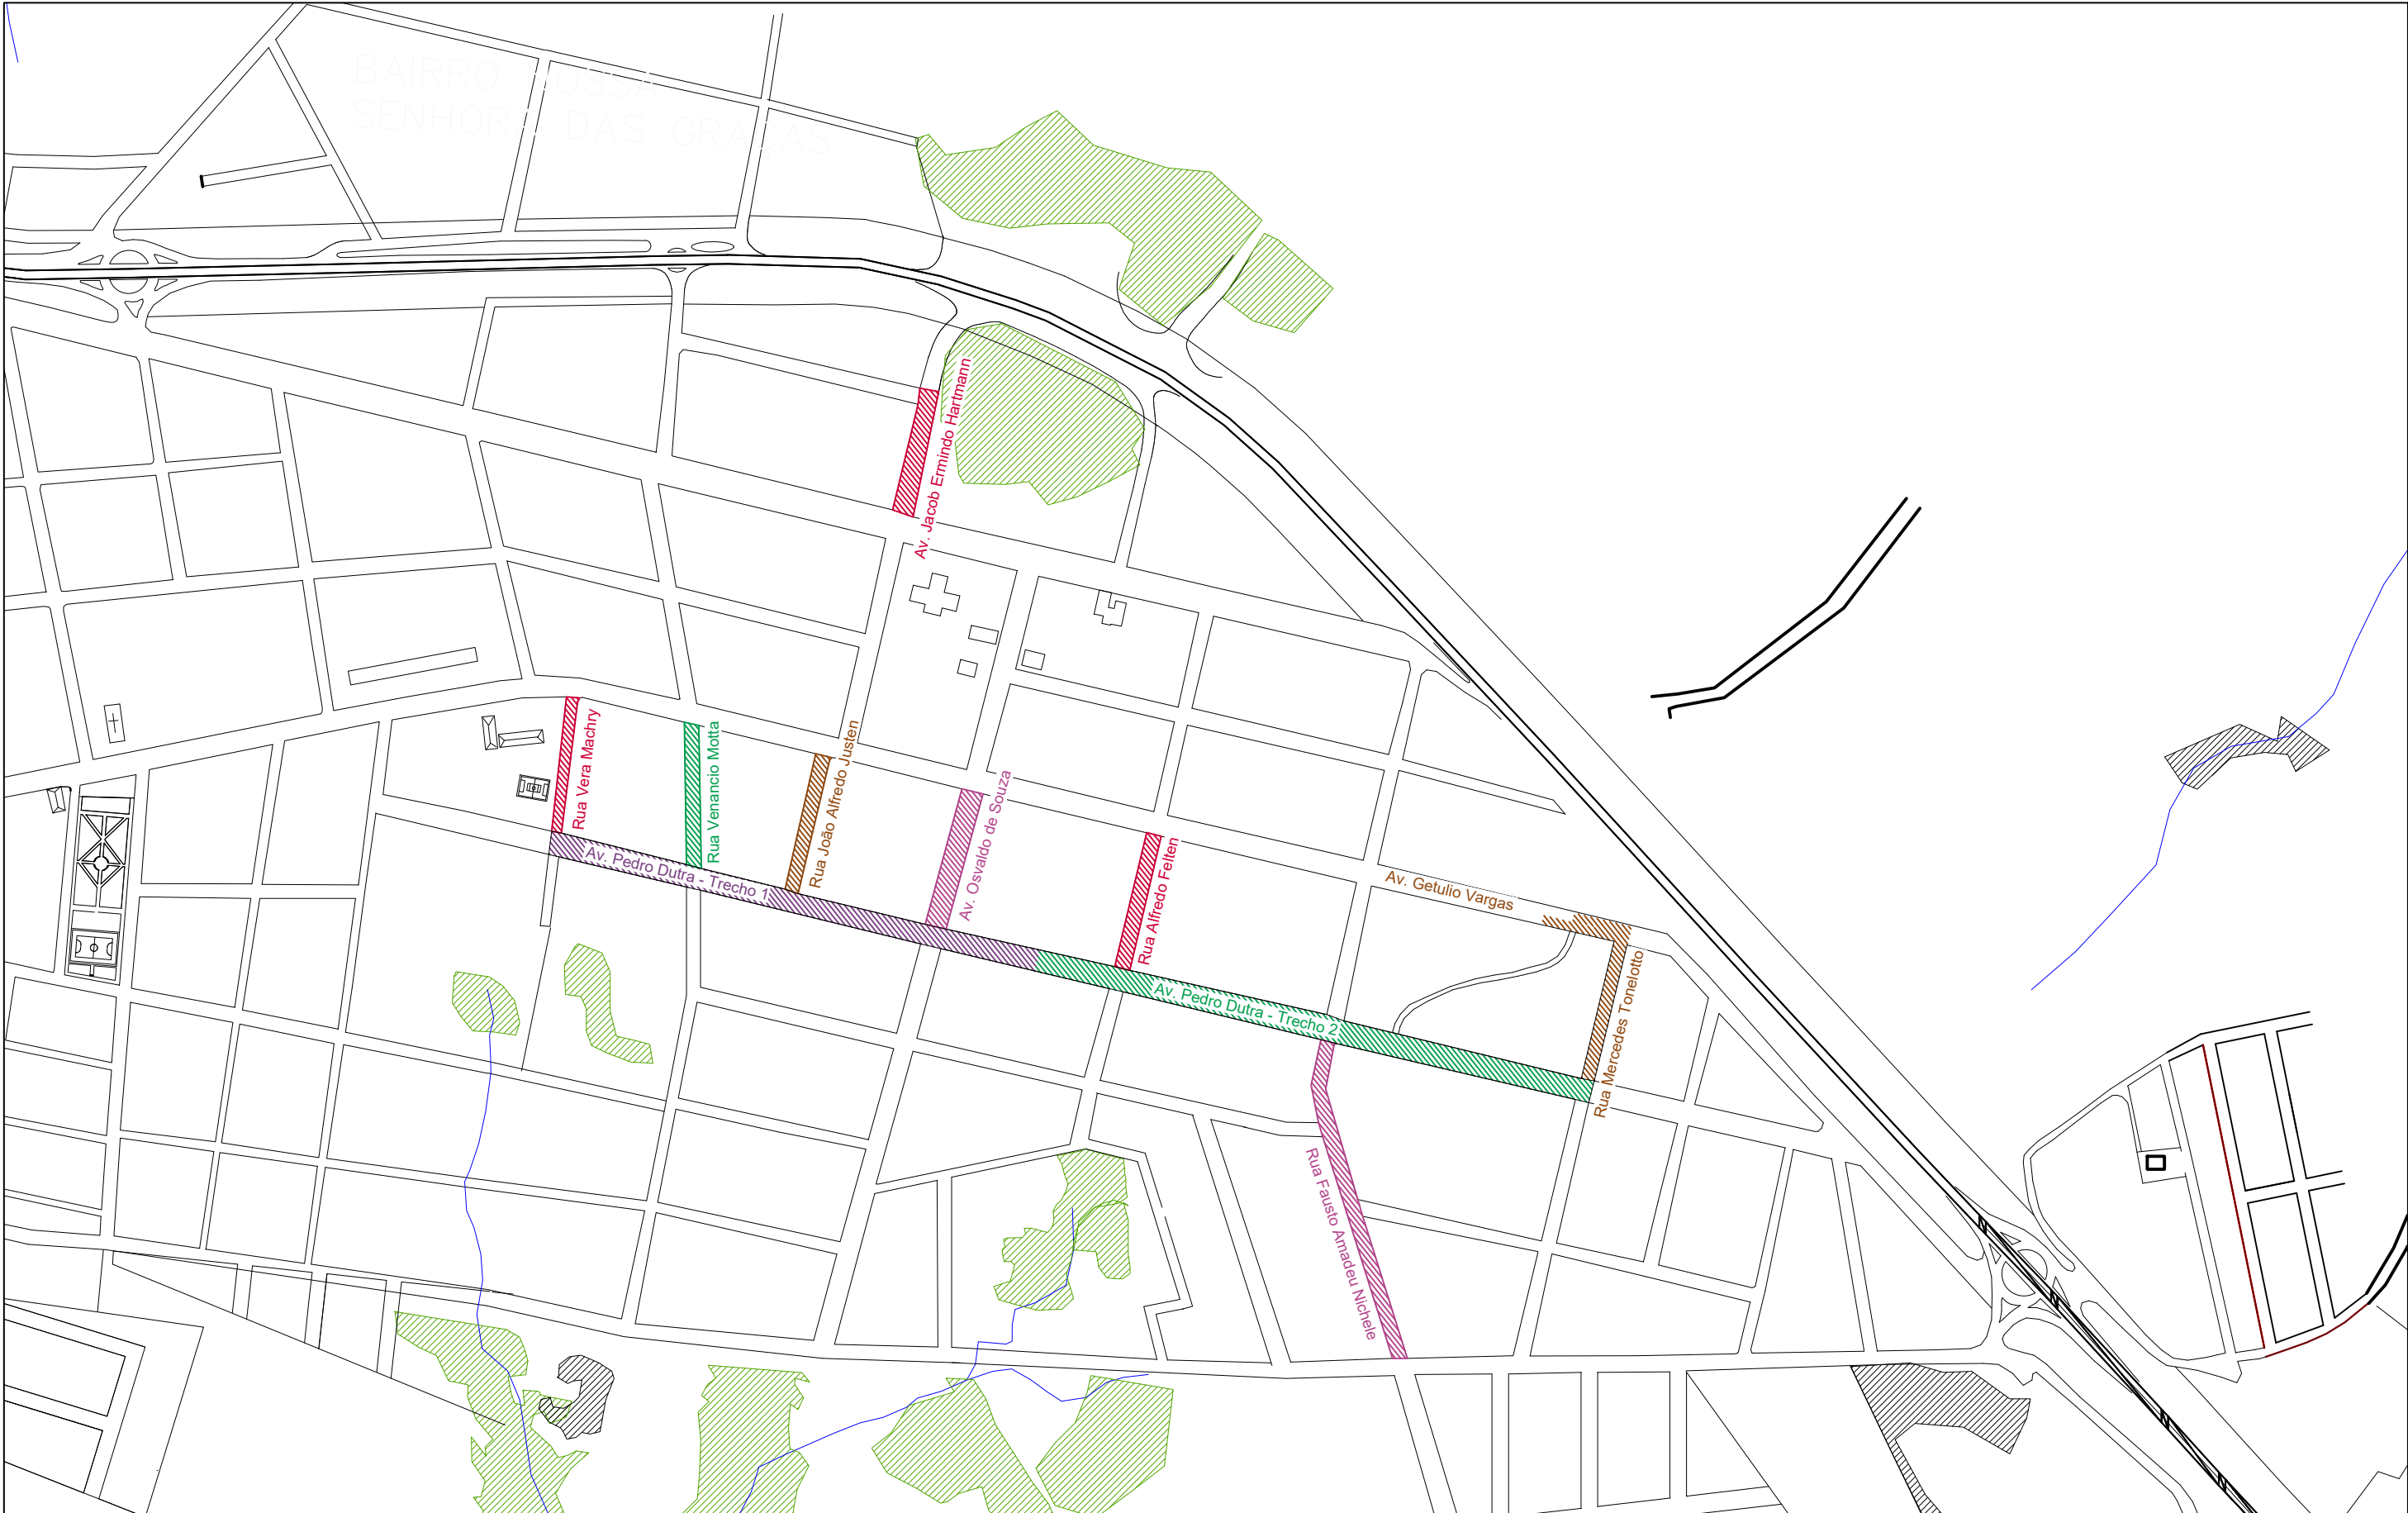 BAIRRO NOSSA
SENHORA DAS GRAÇAS
Av. Jacob Ermindo Hartmann
Rua Vera Machry
Rua Venancio Motta
Rua João Alfredo Justen
Av. Osvaldo de Souza
Rua Alfredo Felten
Av. Pedro Dutra - Trecho 1
Av. Getulio Vargas
Av. Pedro Dutra - Trecho 2
Rua Mercedes Tonelotto
Rua Fausto Amadeu Nichele